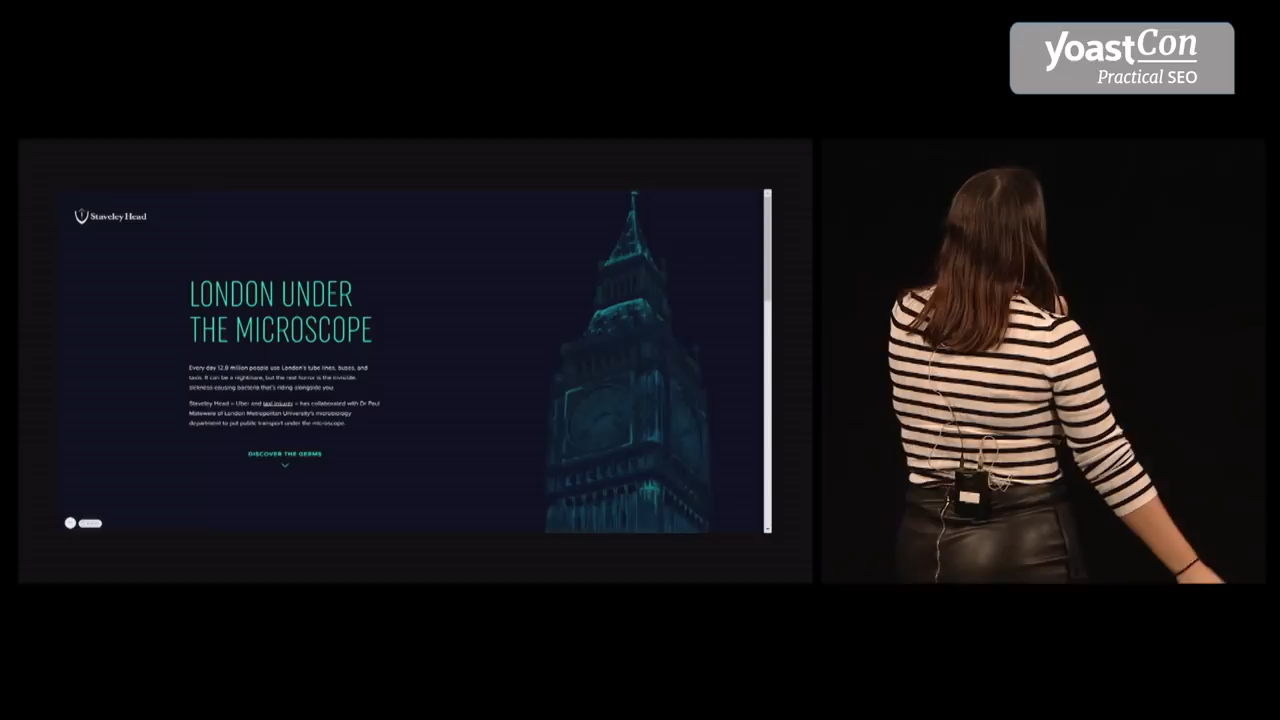 yoastCon
Practical SEO
Staveley Head
LONDON UNDER
THE MICROSCOPE
Every day 12.8 million people use London's tube lines, buses, and
taxis. It can be a nightmare, but the real horror is the invisible
sickness-causing bacteria that's riding alongside you.
Staveley Head – Uber and taxi insurer – has collaborated with Dr Paul
Matewere of London Metropolitan University's microbiology
department to put public transport under the microscope.
DISCOVER THE GERMS